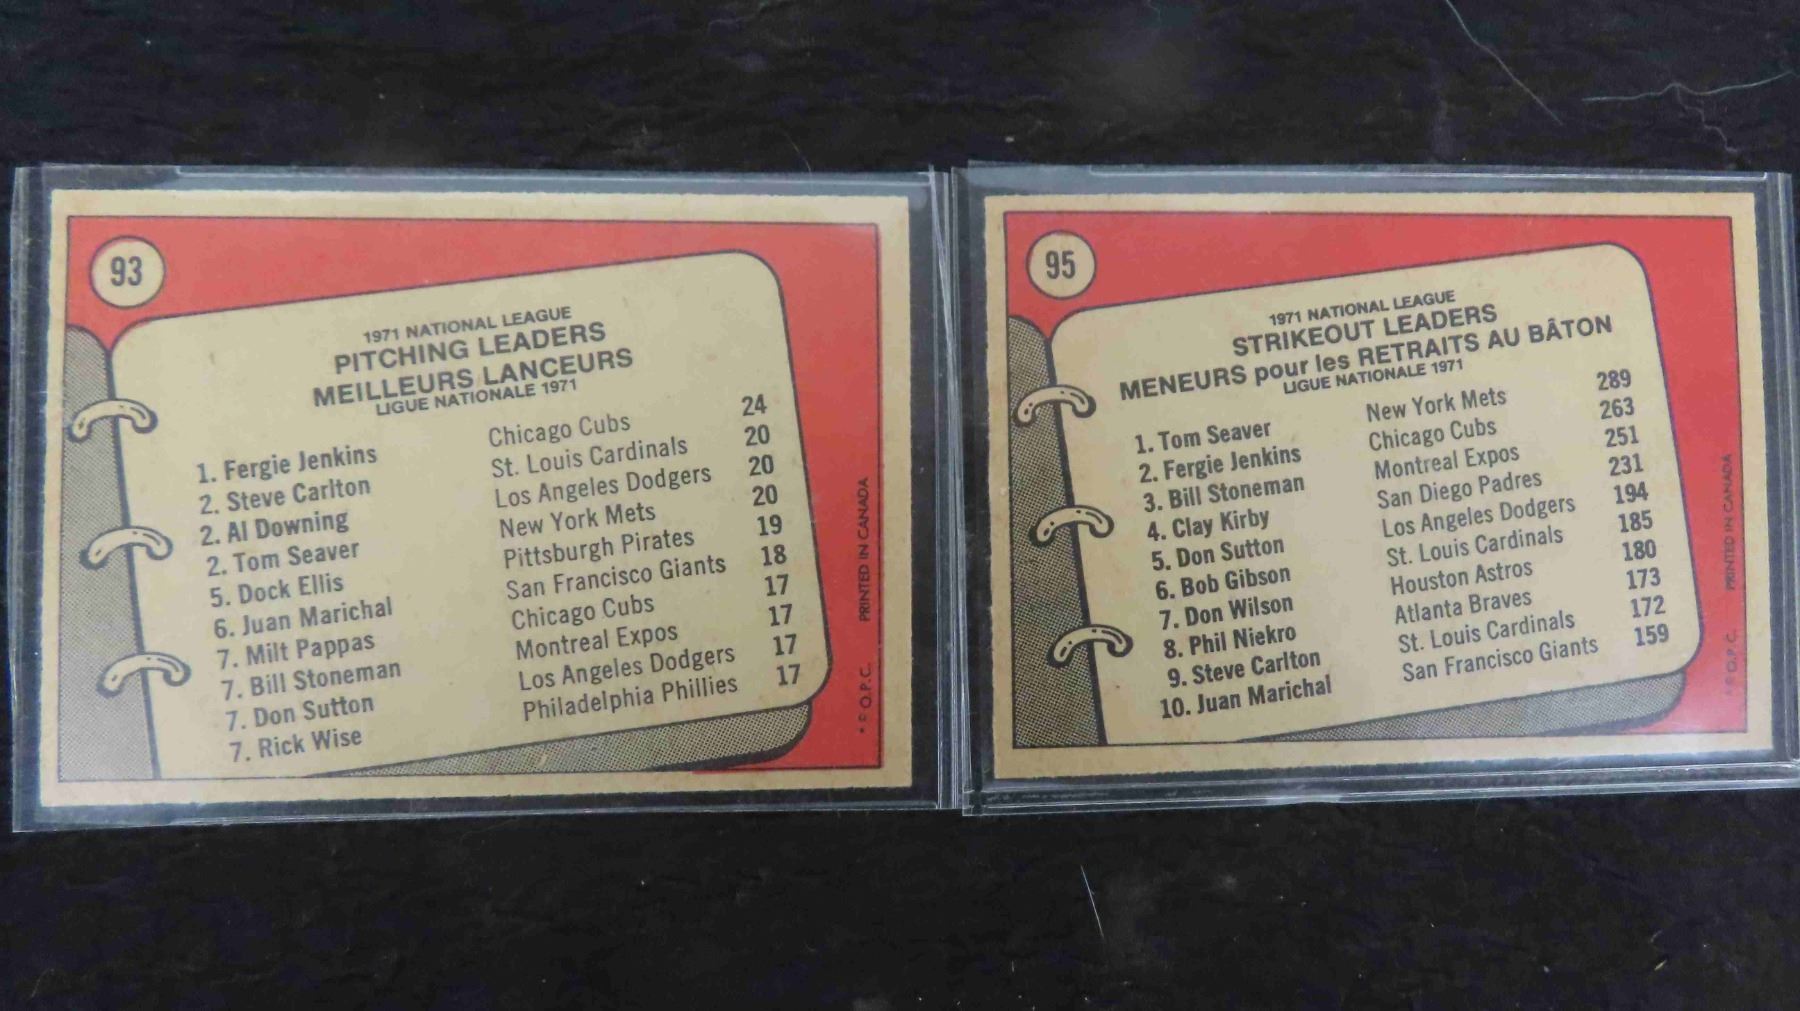 93
1971 NATIONAL LEAGUE
PITCHING LEADERS
MEILLEURS LANCEURS
LIGUE NATIONALE 1971
1. Fergie Jenkins Chicago Cubs 24
2. Steve Carlton St. Louis Cardinals 20
2. Al Downing Los Angeles Dodgers 20
2. Tom Seaver New York Mets 20
5. Dock Ellis Pittsburgh Pirates 19
6. Juan Marichal San Francisco Giants 18
7. Milt Pappas Chicago Cubs 17
7. Bill Stoneman Montreal Expos 17
7. Don Sutton Los Angeles Dodgers 17
7. Rick Wise Philadelphia Phillies 17
* © O.P.C. PRINTED IN CANADA
95
1971 NATIONAL LEAGUE
STRIKEOUT LEADERS
MENEURS pour les RETRAITS AU BÂTON
LIGUE NATIONALE 1971
1. Tom Seaver New York Mets 289
2. Fergie Jenkins Chicago Cubs 263
3. Bill Stoneman Montreal Expos 251
4. Clay Kirby San Diego Padres 231
5. Don Sutton Los Angeles Dodgers 194
6. Bob Gibson St. Louis Cardinals 185
7. Don Wilson Houston Astros 180
8. Phil Niekro Atlanta Braves 173
9. Steve Carlton St. Louis Cardinals 172
10. Juan Marichal San Francisco Giants 159
* © O.P.C. PRINTED IN CANADA